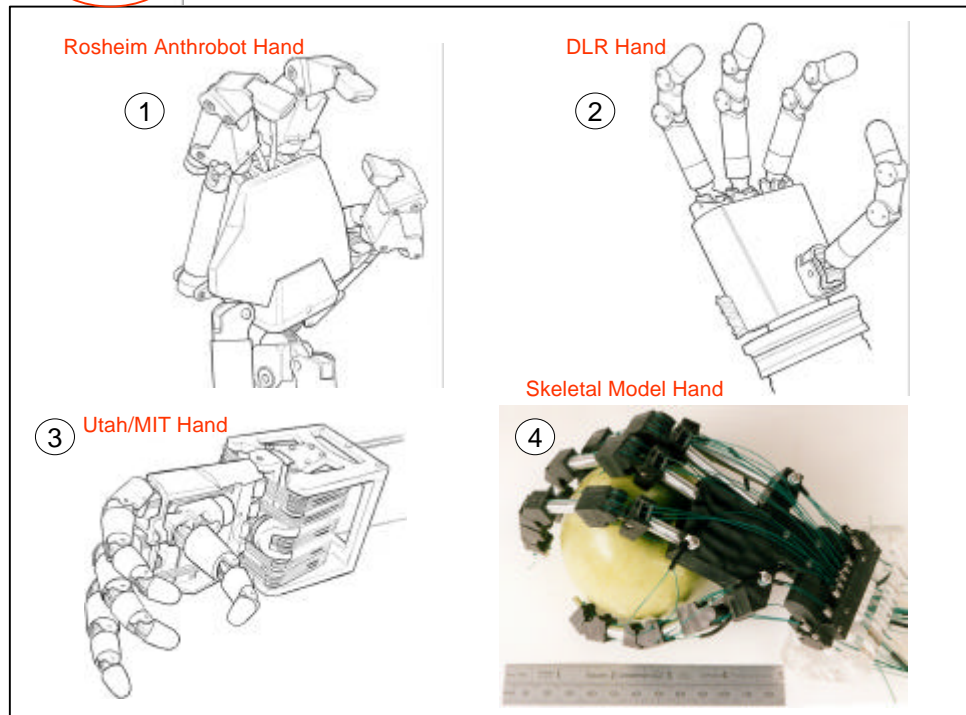 Rosheim Anthrobot Hand
1
DLR Hand
2
3
Utah/MIT Hand
Skeletal Model Hand
4